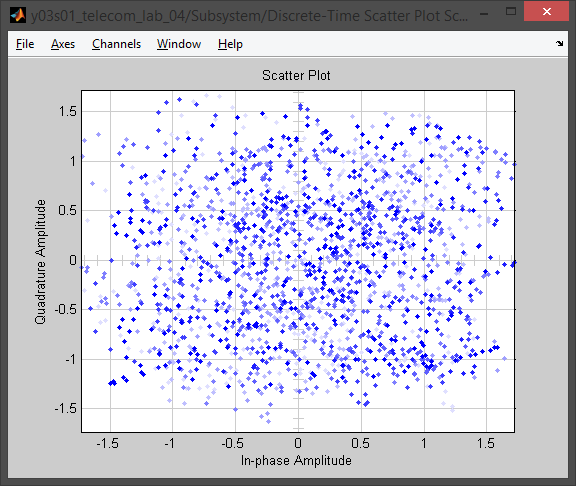 y03s01_telecom_lab_04/Subsystem/Discrete-Time Scatter Plot Sc...
File Axes Channels Window Help
Scatter Plot
1.5
1
0.5
0
-0.5
-1
-1.5
Quadrature Amplitude
-1.5 -1 -0.5 0 0.5 1 1.5
In-phase Amplitude